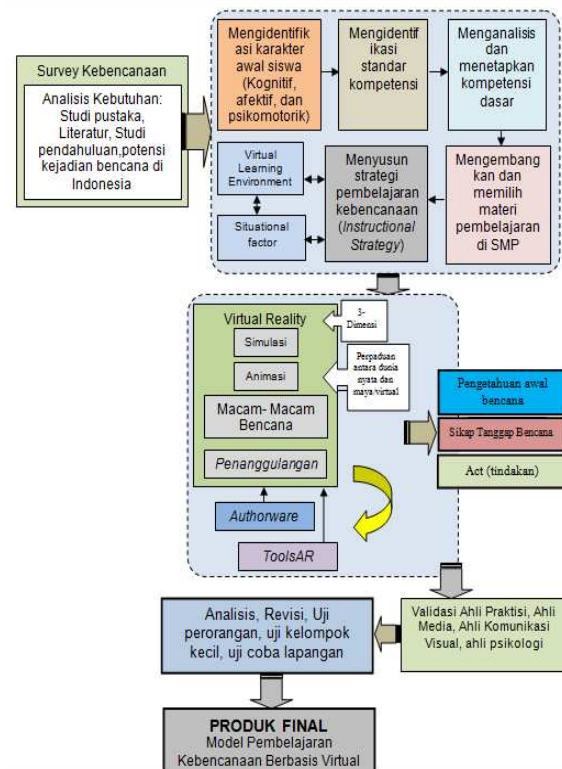 Survey Kebencanaan
Analisis Kebutuhan:
Studi pustaka,
Literatur, Studi
pendahuluan,potensi
kejadian bencana di
Indonesia
Mengidentifik
asi karakter
awal siswa
(Kognitif,
afektif, dan
psikomotorik)
Mengidentif
ikasi standar
kompetensi
Menganalisis
dan
menetapkan
kompetensi
dasar
Virtual
Learning
Environment
Situational
factor
Menyusun
strategi
pembelajaran
kebencanaan
(Instructional
Strategy)
Mengembang
kan dan
memilih
materi
pembelajaran
di SMP
Virtual Reality
Simulasi
Animasi
Macam- Macam
Bencana
Penanggulangan
3-
Dimensi
Perpaduan
antara dunia
nyata dan
maya/virtual
Authorware
ToolsAR
Pengetahuan awal
bencana
Sikap Tanggap Bencana
Act (tindakan)
Validasi Ahli Praktisi, Ahli
Media, Ahli Komunikasi
Visual, ahli psikologi
Analisis, Revisi, Uji
perorangan, uji kelompok
kecil, uji coba lapangan
PRODUK FINAL
Model Pembelajaran
Kebencanaan Berbasis Virtual